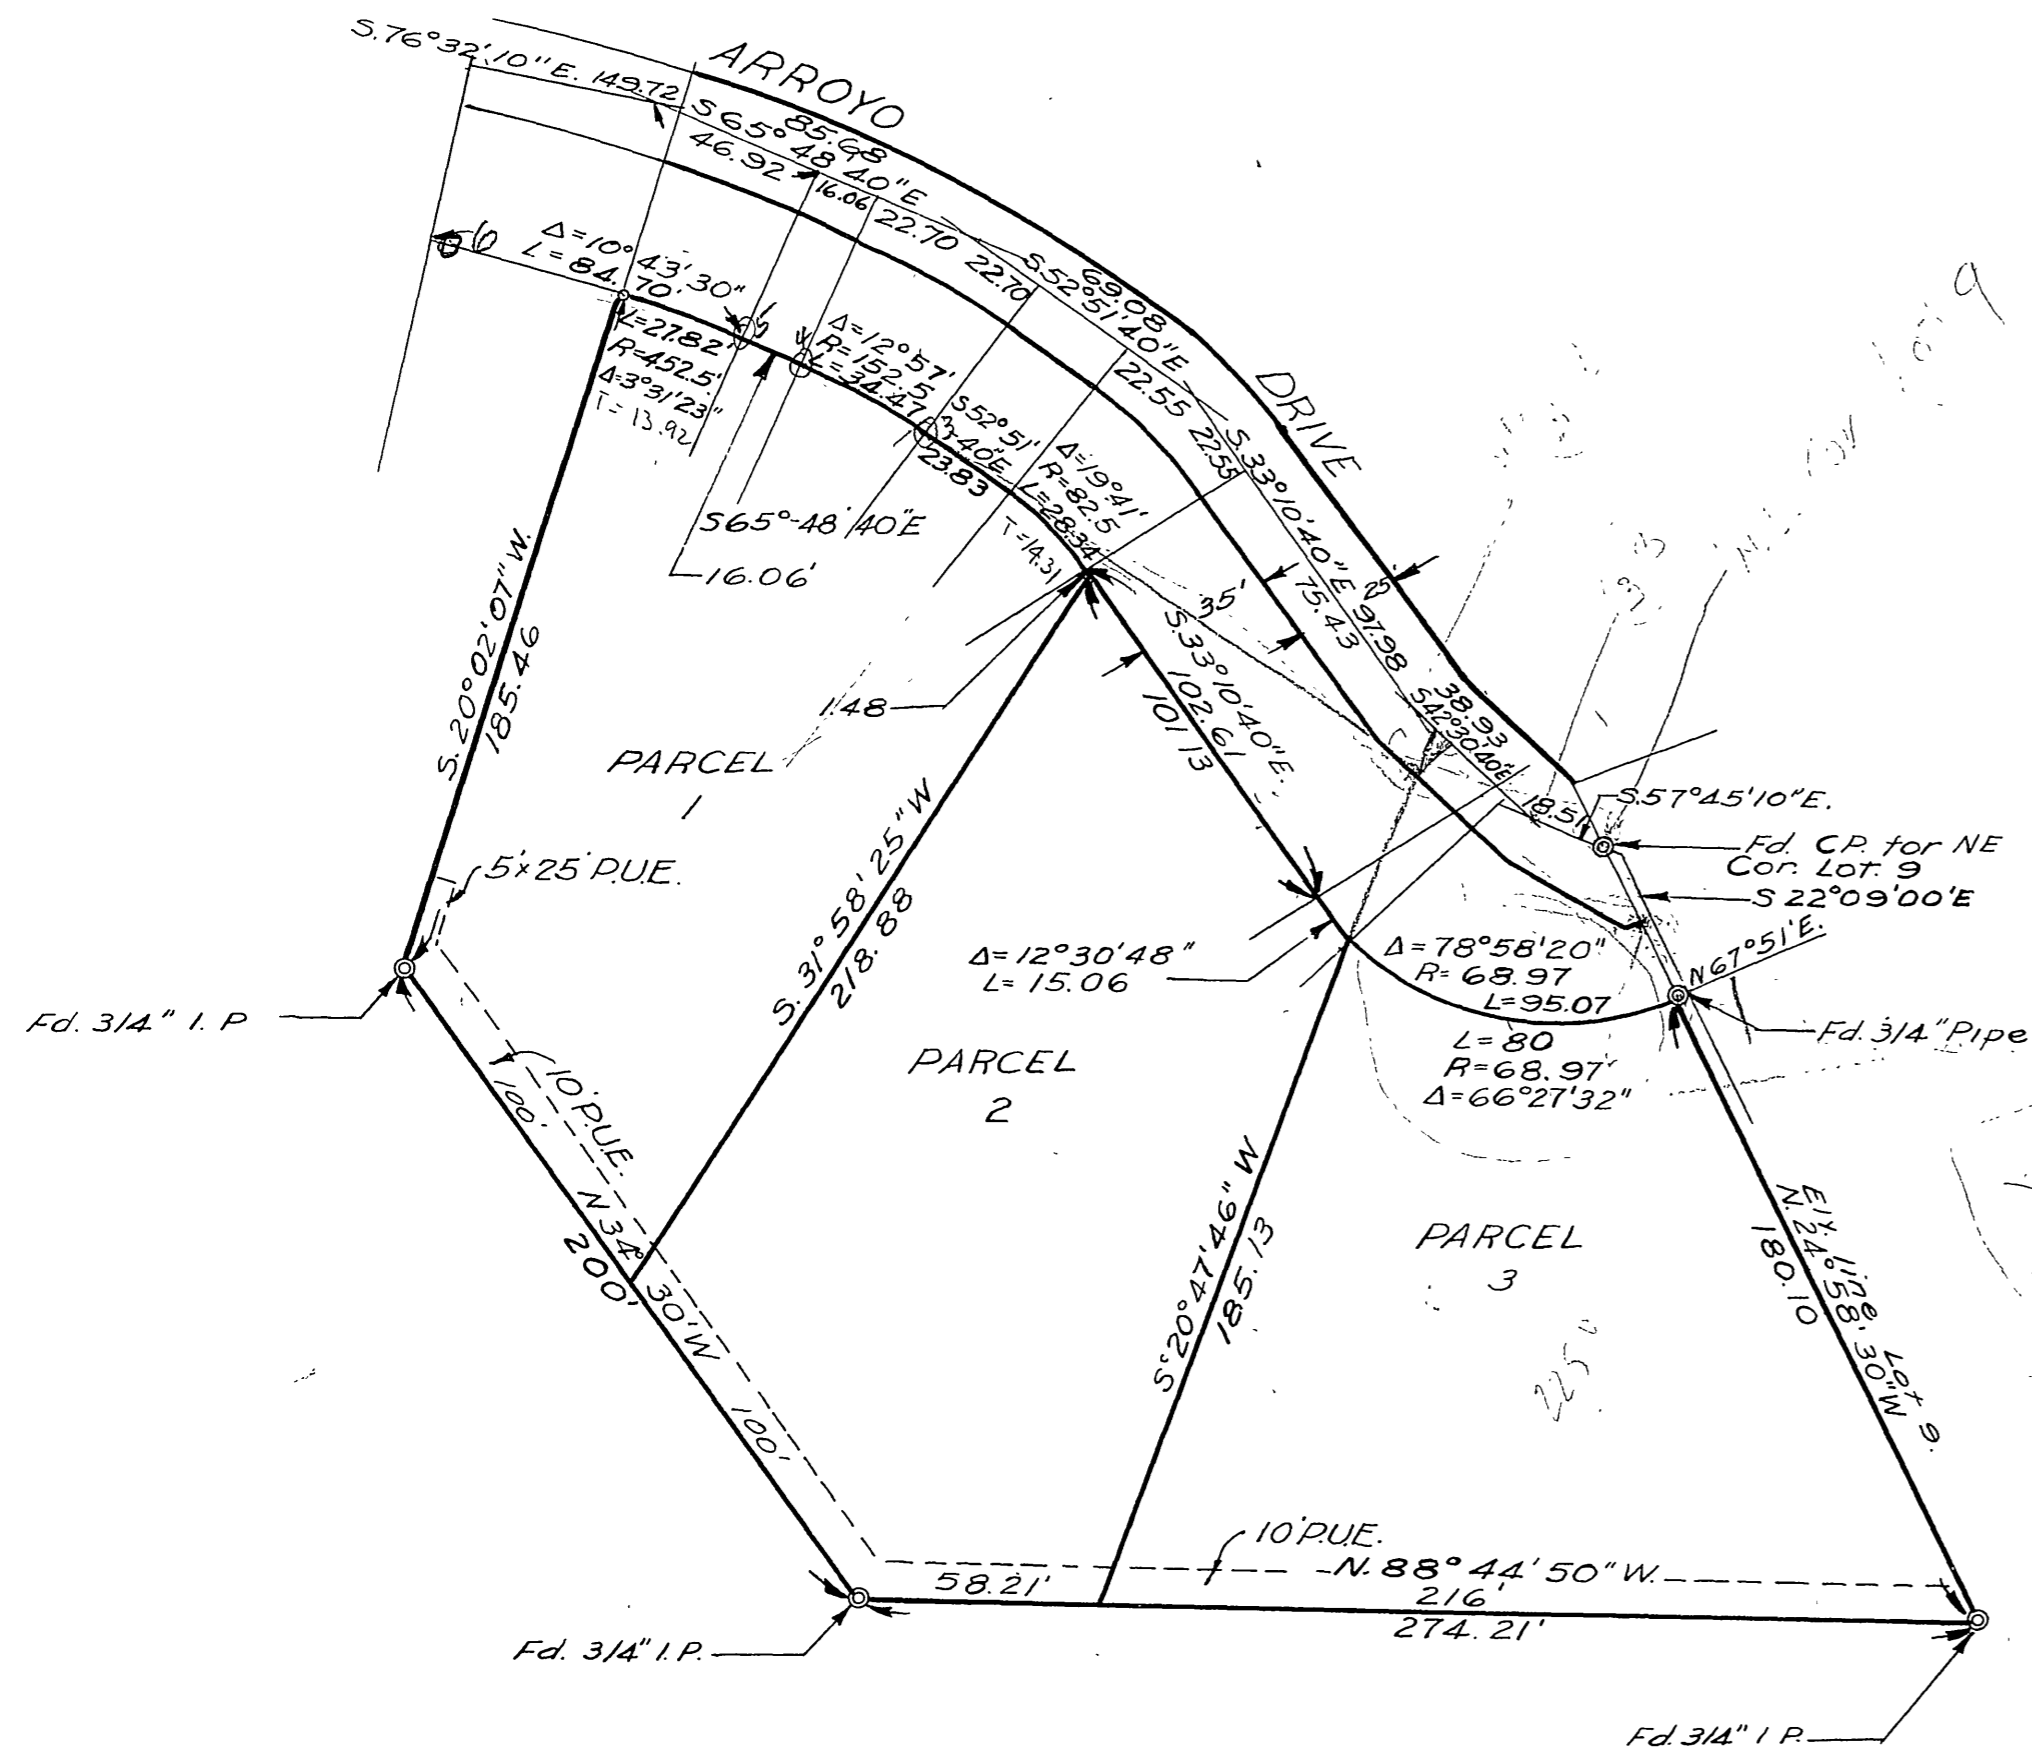 S.76°32'10"E. 149.72
ARROYO
DRIVE
85.68
S65°48'40"E
46.92
16.06
22.70
22.70
69.08
S.52°51'40"E
22.55
22.55
S.33°10'40"E 97.98
75.43
25'
35'
38.93
S42°30'40"E
18.51
S.57°45'10"E.
Fd. C.P. for NE
Cor. Lot. 9
S 22°09'00'E
N67°51'E.
Fd. 3/4" Pipe
Δ=10°43'30"
L=84.70'
L=27.82'
R=452.5'
Δ=3°31'23"
T=13.92
Δ=12°57'
R=152.5
L=34.47
S52°51'
40"E
23.83
Δ=19°41'
R=82.5
L=28.34
T=14.31
S65°-48'40"E
16.06'
1.48
S.33°10'40"E.
102.61
101.13
S.20°02'07"W.
185.46
PARCEL
1
5'x25' P.U.E.
Fd. 3/4" I.P
S.31°58'25"W
218.88
Δ=12°30'48"
L=15.06
Δ=78°58'20"
R=68.97
L=95.07
L=80
R=68.97'
Δ=66°27'32"
PARCEL
2
10' P.U.E.
100'
N34°30'W
200'
100'
S°20°47'46"W
185.13
PARCEL
3
Ely. line Lot 9.
N.24°58'30"W
180.10
225°
10' P.U.E.
N.88°44'50"W.
58.21'
216'
274.21'
Fd. 3/4" I.P.
Fd. 3/4" I P.